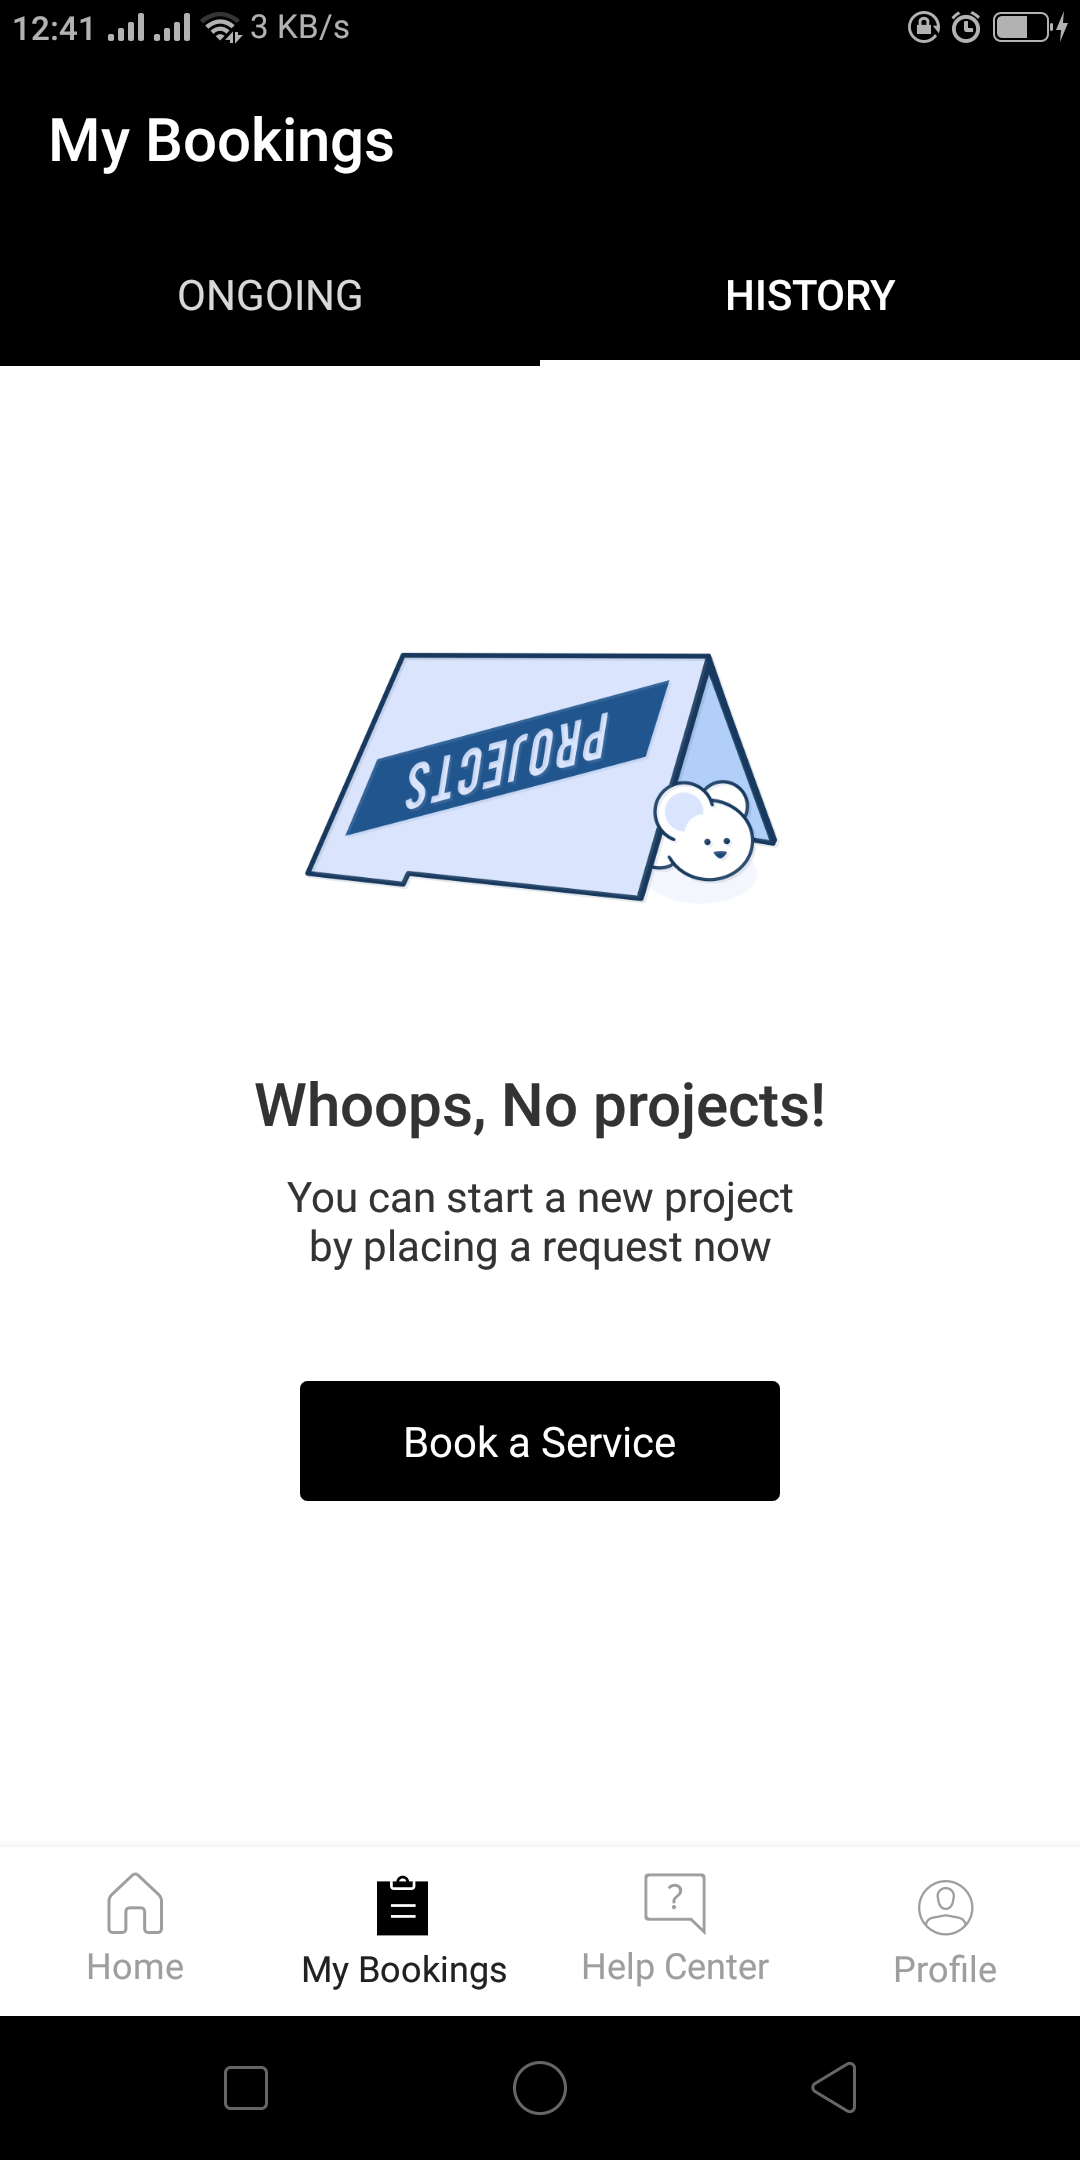 12:41 3 KB/s
My Bookings
ONGOING HISTORY
PROJECTS
Whoops, No projects!
You can start a new project
by placing a request now
Book a Service
?
Home My Bookings Help Center Profile